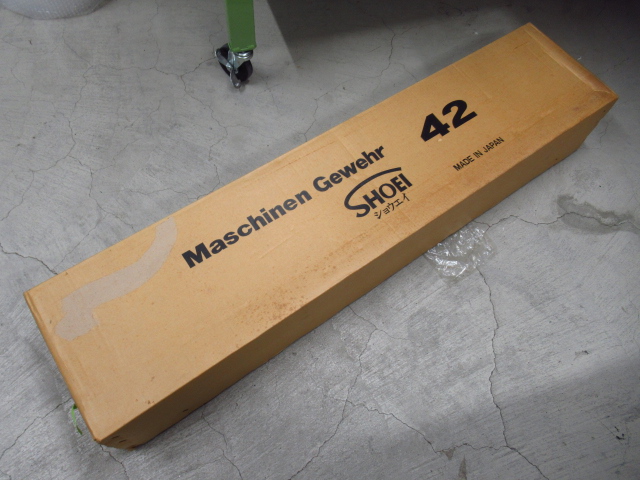 Maschinen Gewehr 42
SHOEI
ショウエイ
MADE IN JAPAN